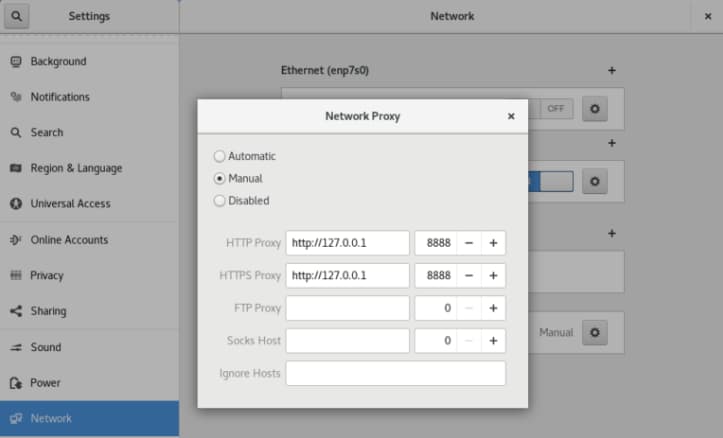 Settings
Network
Background
Notifications
Search
Region & Language
Universal Access
Online Accounts
Privacy
Sharing
Sound
Power
Network
Ethernet (enp7s0)
OFF
Manual
Network Proxy
Automatic
Manual
Disabled
HTTP Proxy http://127.0.0.1 8888 − +
HTTPS Proxy http://127.0.0.1 8888 − +
FTP Proxy 0 − +
Socks Host 0 − +
Ignore Hosts